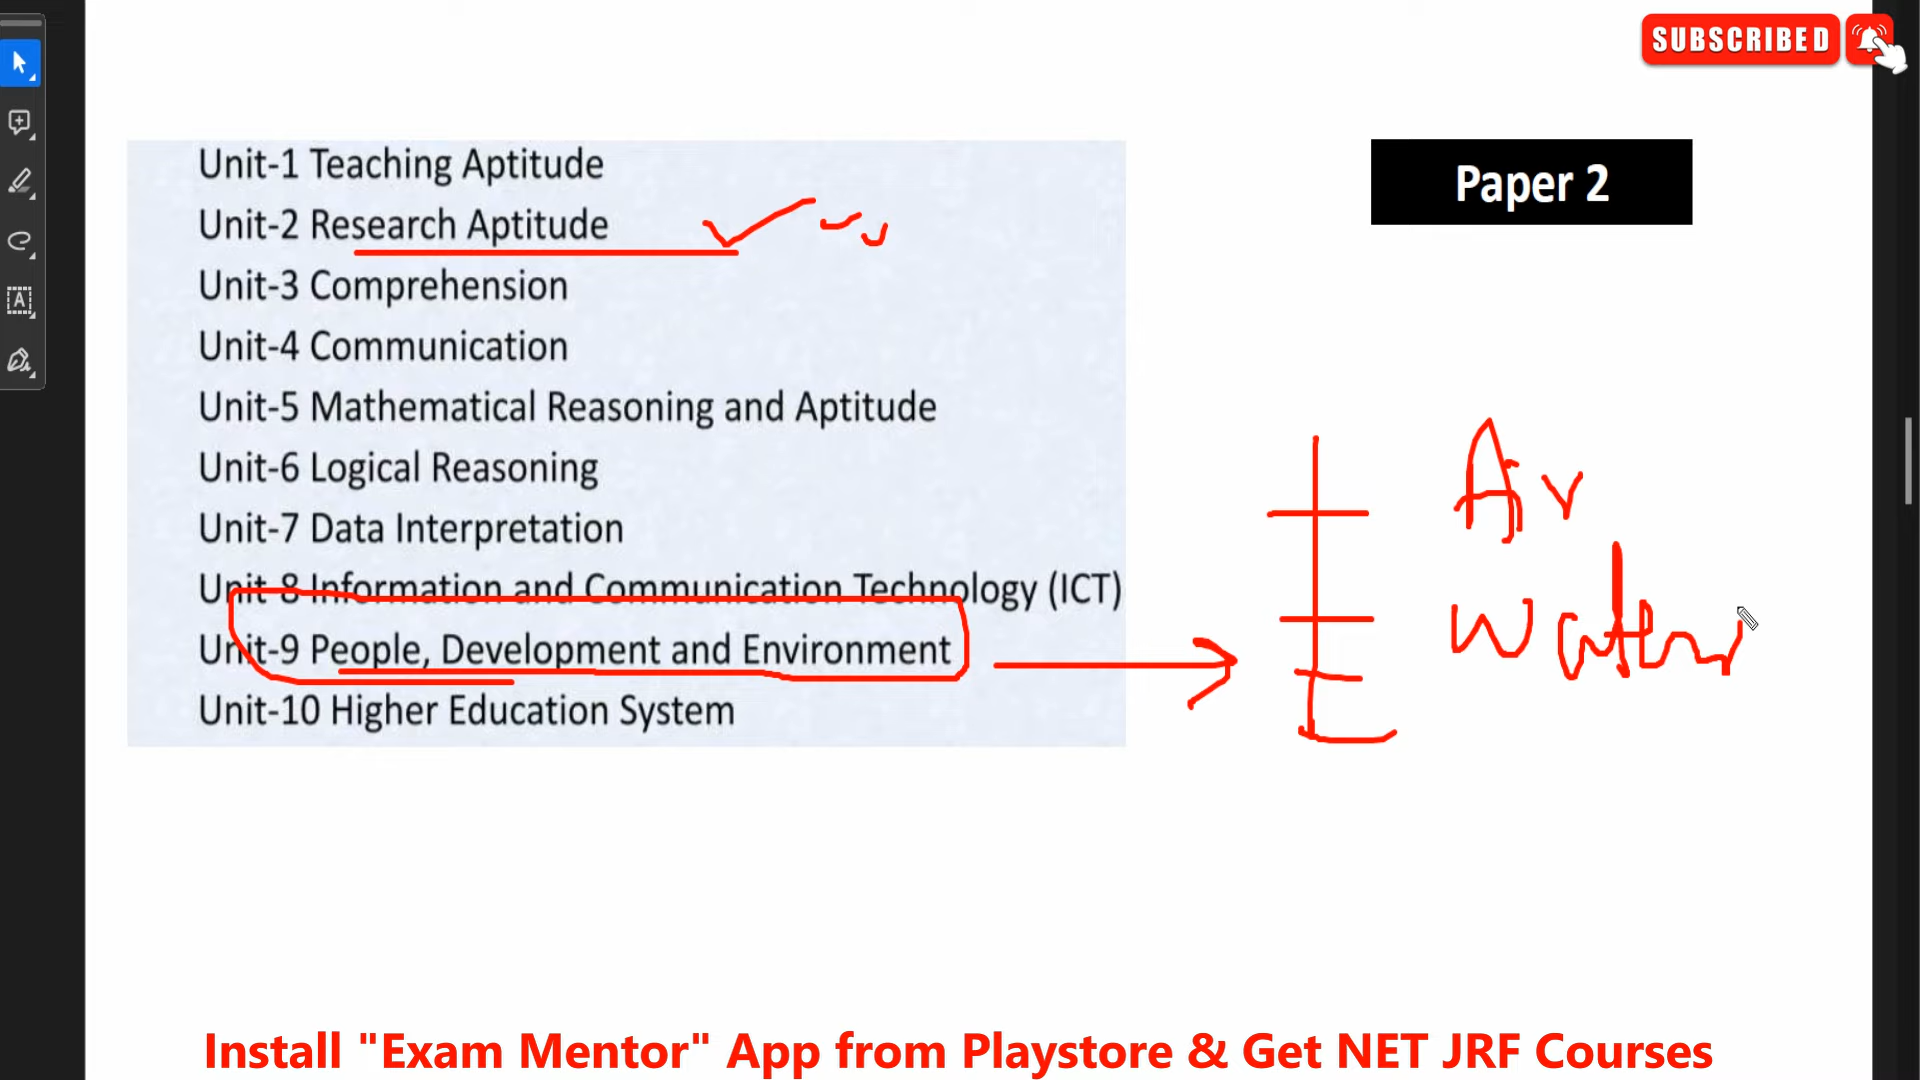 SUBSCRIBED
Unit-1 Teaching Aptitude
Paper 2
Unit-2 Research Aptitude
Unit-3 Comprehension
Unit-4 Communication
Unit-5 Mathematical Reasoning and Aptitude
Unit-6 Logical Reasoning
Unit-7 Data Interpretation
Unit-8 Information and Communication Technology (ICT)
Unit-9 People, Development and Environment
Unit-10 Higher Education System
Air
Water
Install "Exam Mentor" App from Playstore & Get NET JRF Courses